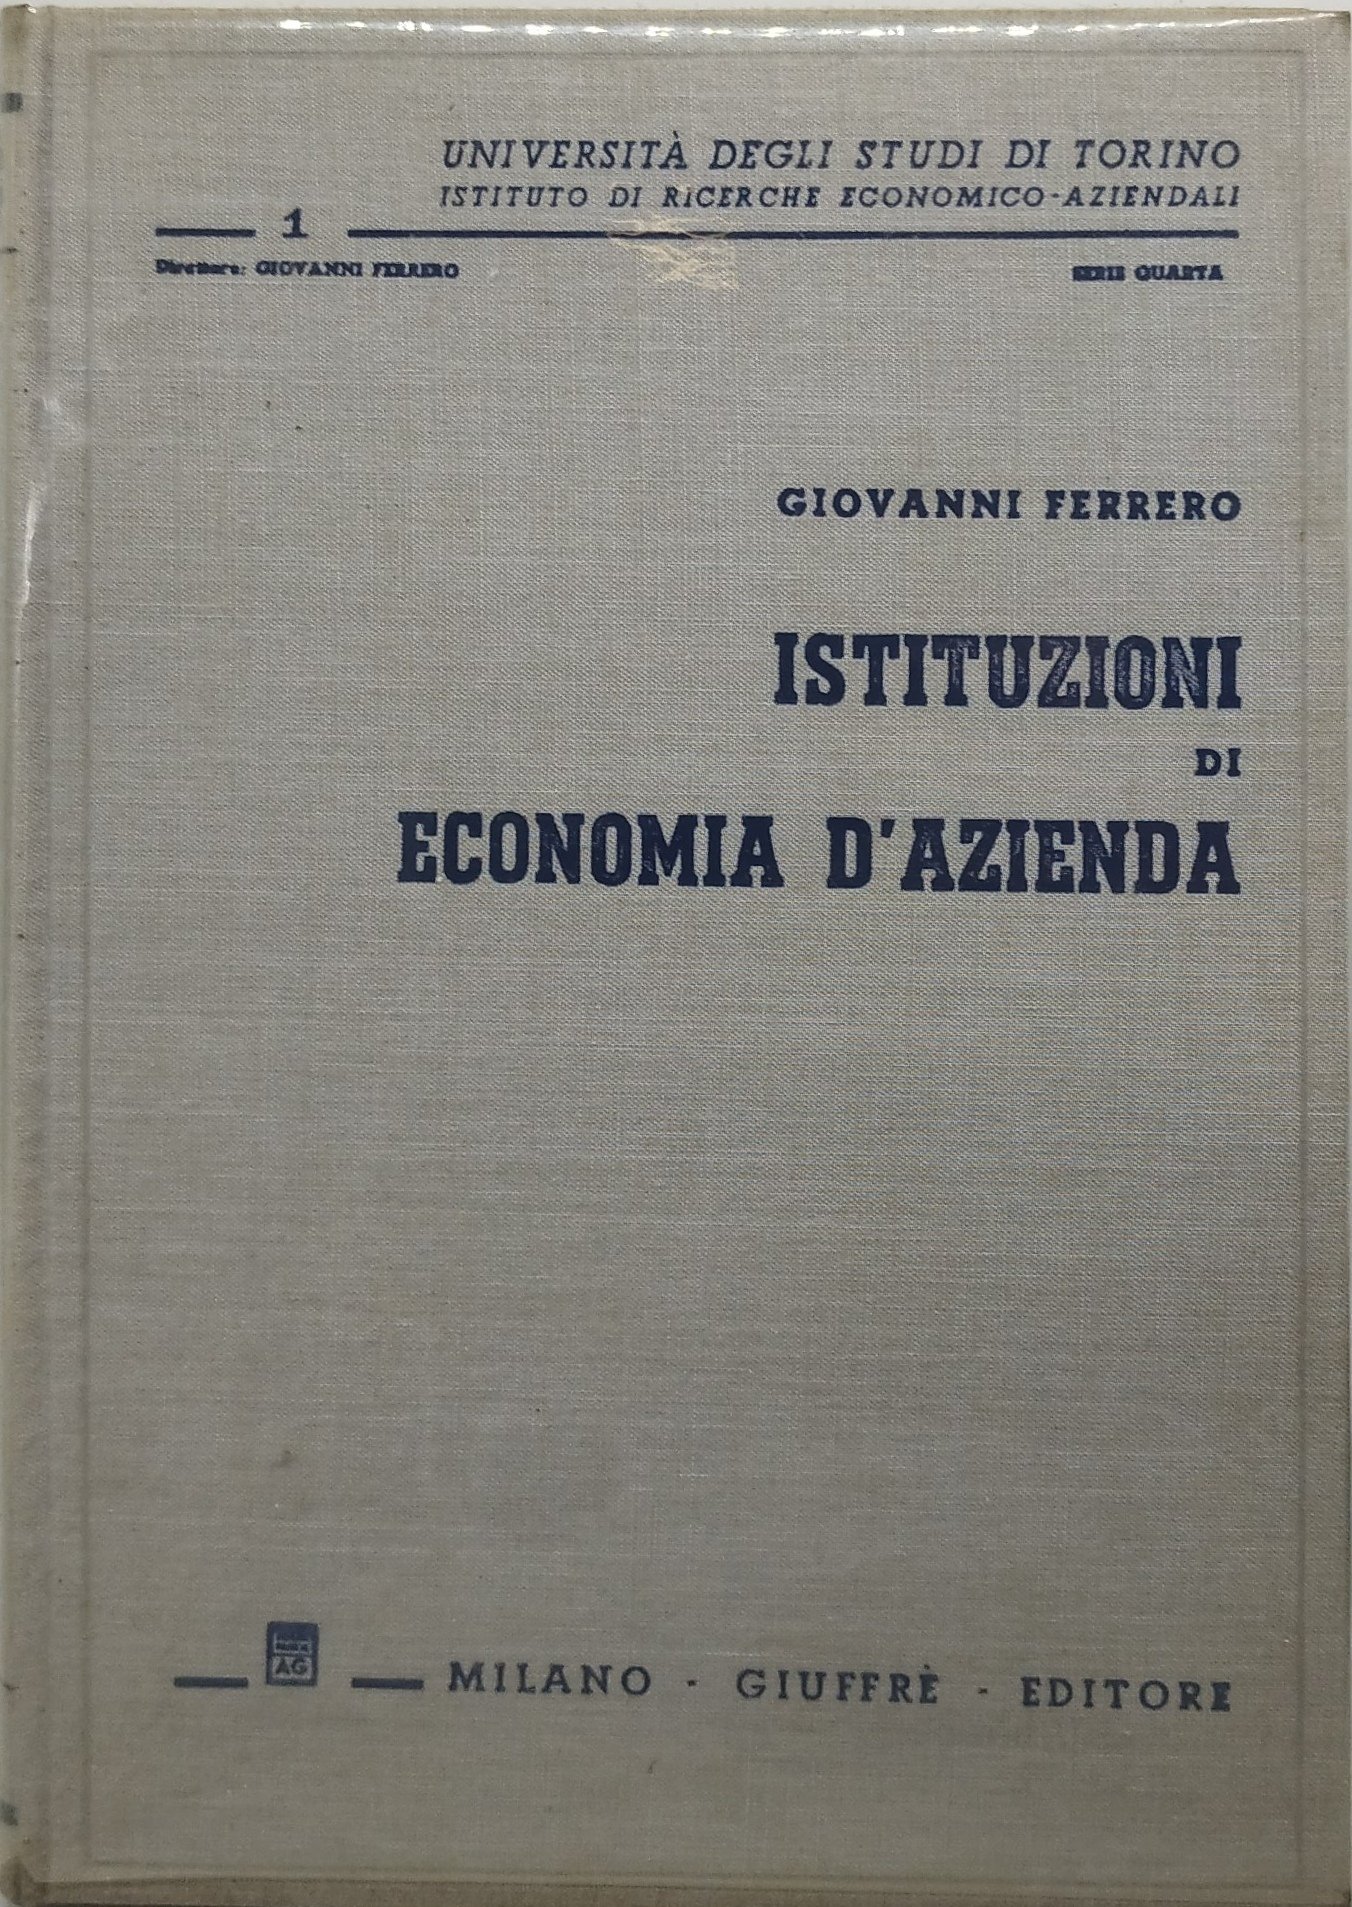 UNIVERSITÀ DEGLI STUDI DI TORINO
ISTITUTO DI RICERCHE ECONOMICO-AZIENDALI
1
Direttore: GIOVANNI FERRERO
SERIE QUARTA
GIOVANNI FERRERO
ISTITUZIONI
DI
ECONOMIA D'AZIENDA
AG
MILANO - GIUFFRÈ - EDITORE